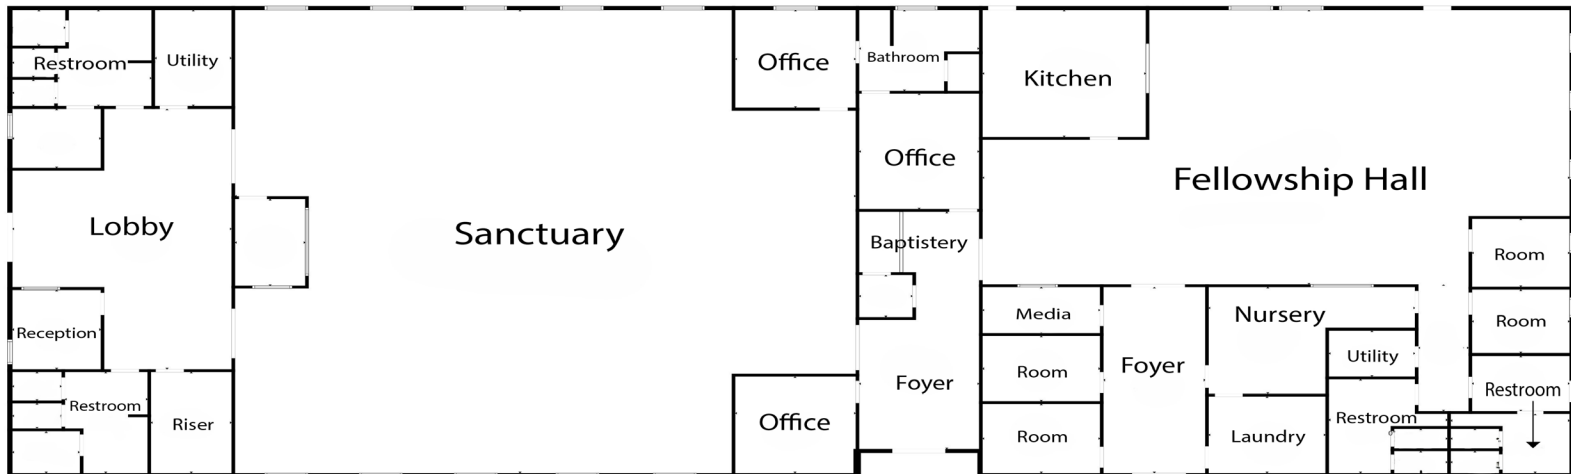 Restroom
Utility
Office
Bathroom
Kitchen
Office
Fellowship Hall
Lobby
Sanctuary
Baptistery
Room
Media
Nursery
Room
Reception
Utility
Foyer
Room
Foyer
Restroom
Restroom
Riser
Office
Room
Laundry
Restroom